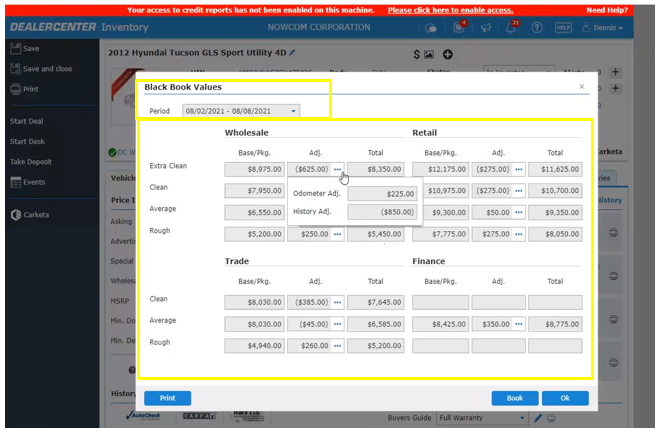 Your access to credit reports has not been enabled on this machine. Please click here to enable access. Need Help?
DEALERCENTER Inventory NOWCOM CORPORATION 4 21 HELP Dennis
Save
Save and close
Print
Start Deal
Start Desk
Take Deposit
Events
Carketa
2012 Hyundai Tucson GLS Sport Utility 4D
Black Book Values ×
Period 08/02/2021 - 08/08/2021
Wholesale Retail
Base/Pkg. Adj. Total Base/Pkg. Adj. Total
Extra Clean $8,975.00 ($625.00) ... $8,350.00 $12,175.00 ($275.00) ... $11,625.00
Clean $7,950.00 $10,975.00 ($275.00) ... $10,700.00
Odometer Adj. $225.00
Average $6,550.00 $9,300.00 $50.00 ... $9,350.00
History Adj. ($850.00)
Rough $5,200.00 $250.00 ... $5,450.00 $7,775.00 $275.00 ... $8,050.00
Trade Finance
Base/Pkg. Adj. Total Base/Pkg. Adj. Total
Clean $8,030.00 ($385.00) ... $7,645.00
Average $8,030.00 ($45.00) ... $6,585.00 $8,425.00 $350.00 ... $8,775.00
Rough $4,940.00 $260.00 ... $5,200.00
Print Book Ok
DC W
arketa
Vehicle
ries
Price I
History
Asking
Adverti
Special
Wholesa
MSRP
Min. Do
Min. De
History
AutoCheck CARFAX NMVTIS
Buyers Guide Full Warranty